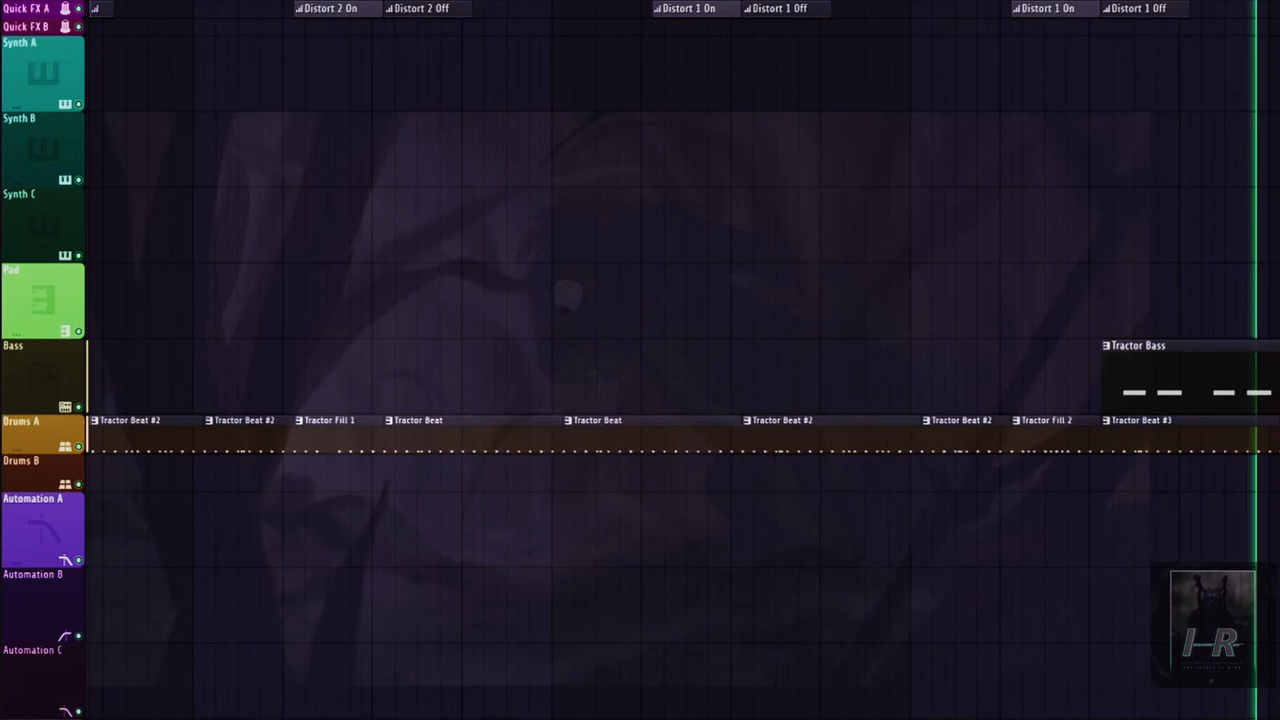 Quick FX A
Distort 2 On
Distort 2 Off
Distort 1 On
Distort 1 Off
Distort 1 On
Distort 1 Off
Quick FX B
Synth A
Synth B
Synth C
Pad
Bass
Tractor Bass
Drums A
Tractor Beat #2
Tractor Beat #2
Tractor Fill 1
Tractor Beat
Tractor Beat
Tractor Beat #2
Tractor Beat #2
Tractor Fill 2
Tractor Beat #3
Drums B
Automation A
Automation B
Automation C
I-R